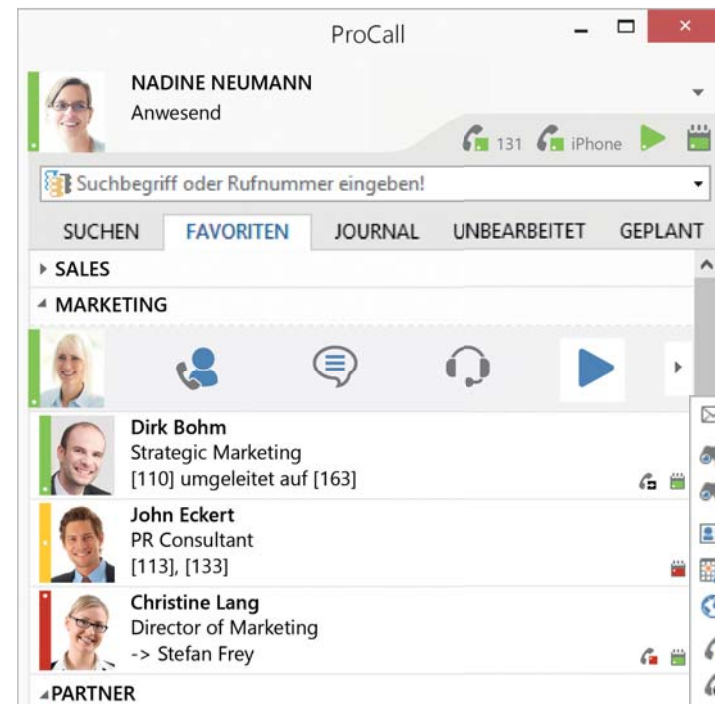 ProCall
NADINE NEUMANN
Anwesend
131 iPhone
Suchbegriff oder Rufnummer eingeben!
SUCHEN FAVORITEN JOURNAL UNBEARBEITET GEPLANT
SALES
MARKETING
Dirk Bohm
Strategic Marketing
[110] umgeleitet auf [163]
John Eckert
PR Consultant
[113], [133]
Christine Lang
Director of Marketing
-> Stefan Frey
PARTNER